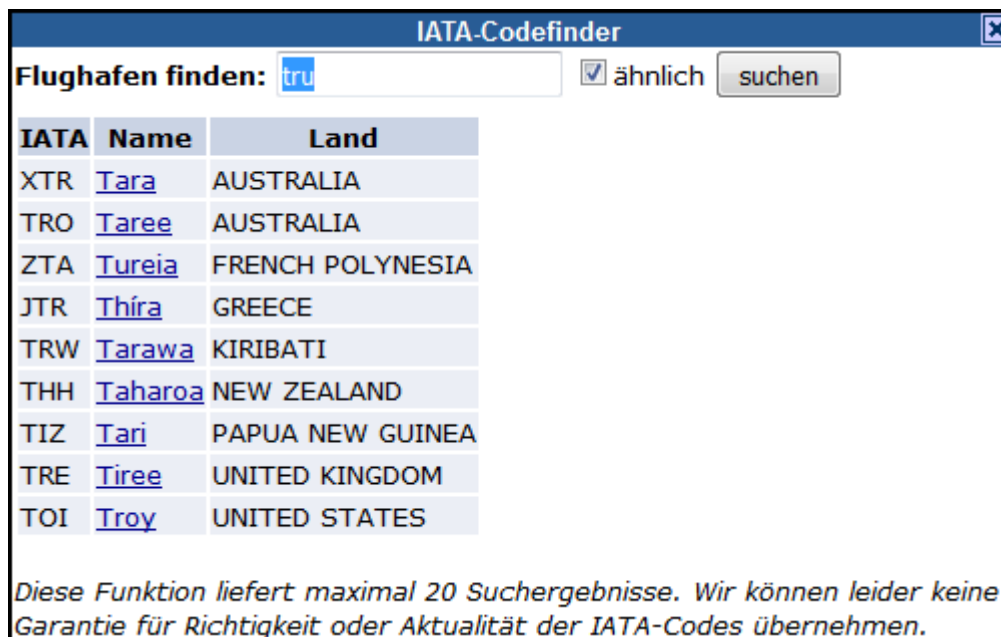 IATA-Codefinder
Flughafen finden: tru ähnlich suchen
IATA Name Land
XTR Tara AUSTRALIA
TRO Taree AUSTRALIA
ZTA Tureia FRENCH POLYNESIA
JTR Thíra GREECE
TRW Tarawa KIRIBATI
THH Taharoa NEW ZEALAND
TIZ Tari PAPUA NEW GUINEA
TRE Tiree UNITED KINGDOM
TOI Troy UNITED STATES
Diese Funktion liefert maximal 20 Suchergebnisse. Wir können leider keine
Garantie für Richtigkeit oder Aktualität der IATA-Codes übernehmen.